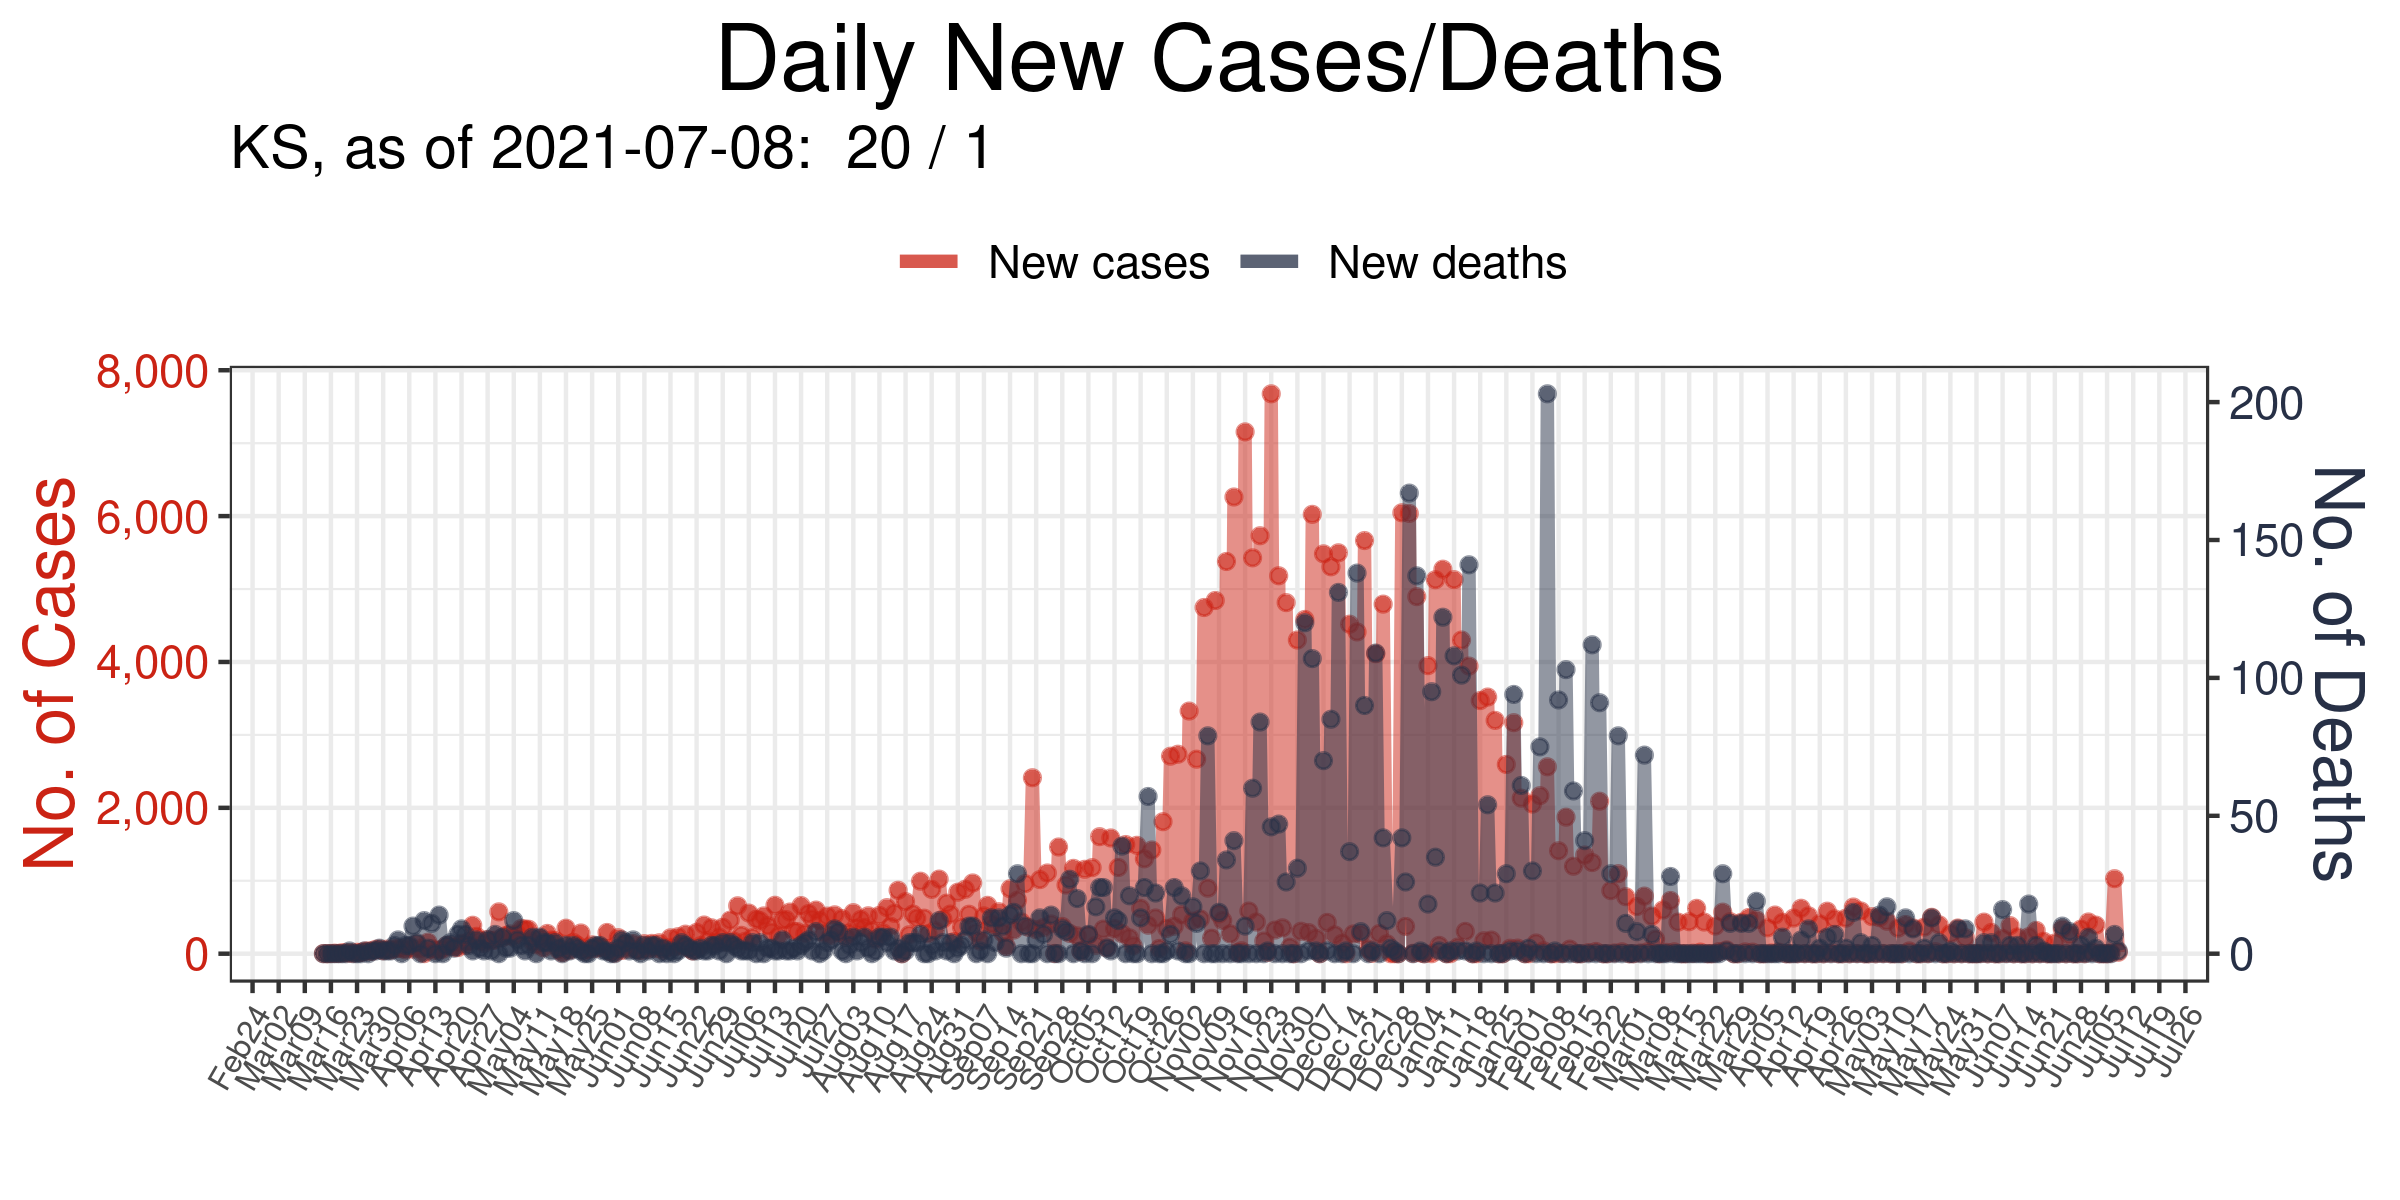 Daily New Cases/Deaths
KS, as of 2021-07-08:  20 / 1
New cases New deaths
No. of Cases
8,000
6,000
4,000
2,000
0
200
150
100
50
0
No. of Deaths
Feb24 Mar02 Mar09 Mar16 Mar23 Mar30 Apr06 Apr13 Apr20 Apr27 May04 May11 May18 May25 Jun01 Jun08 Jun15 Jun22 Jun29 Jul06 Jul13 Jul20 Jul27 Aug03 Aug10 Aug17 Aug24 Aug31 Sep07 Sep14 Sep21 Sep28 Oct05 Oct12 Oct19 Oct26 Nov02 Nov09 Nov16 Nov23 Nov30 Dec07 Dec14 Dec21 Dec28 Jan04 Jan11 Jan18 Jan25 Feb01 Feb08 Feb15 Feb22 Mar01 Mar08 Mar15 Mar22 Mar29 Apr05 Apr12 Apr19 Apr26 May03 May10 May17 May24 May31 Jun07 Jun14 Jun21 Jun28 Jul05 Jul12 Jul19 Jul26